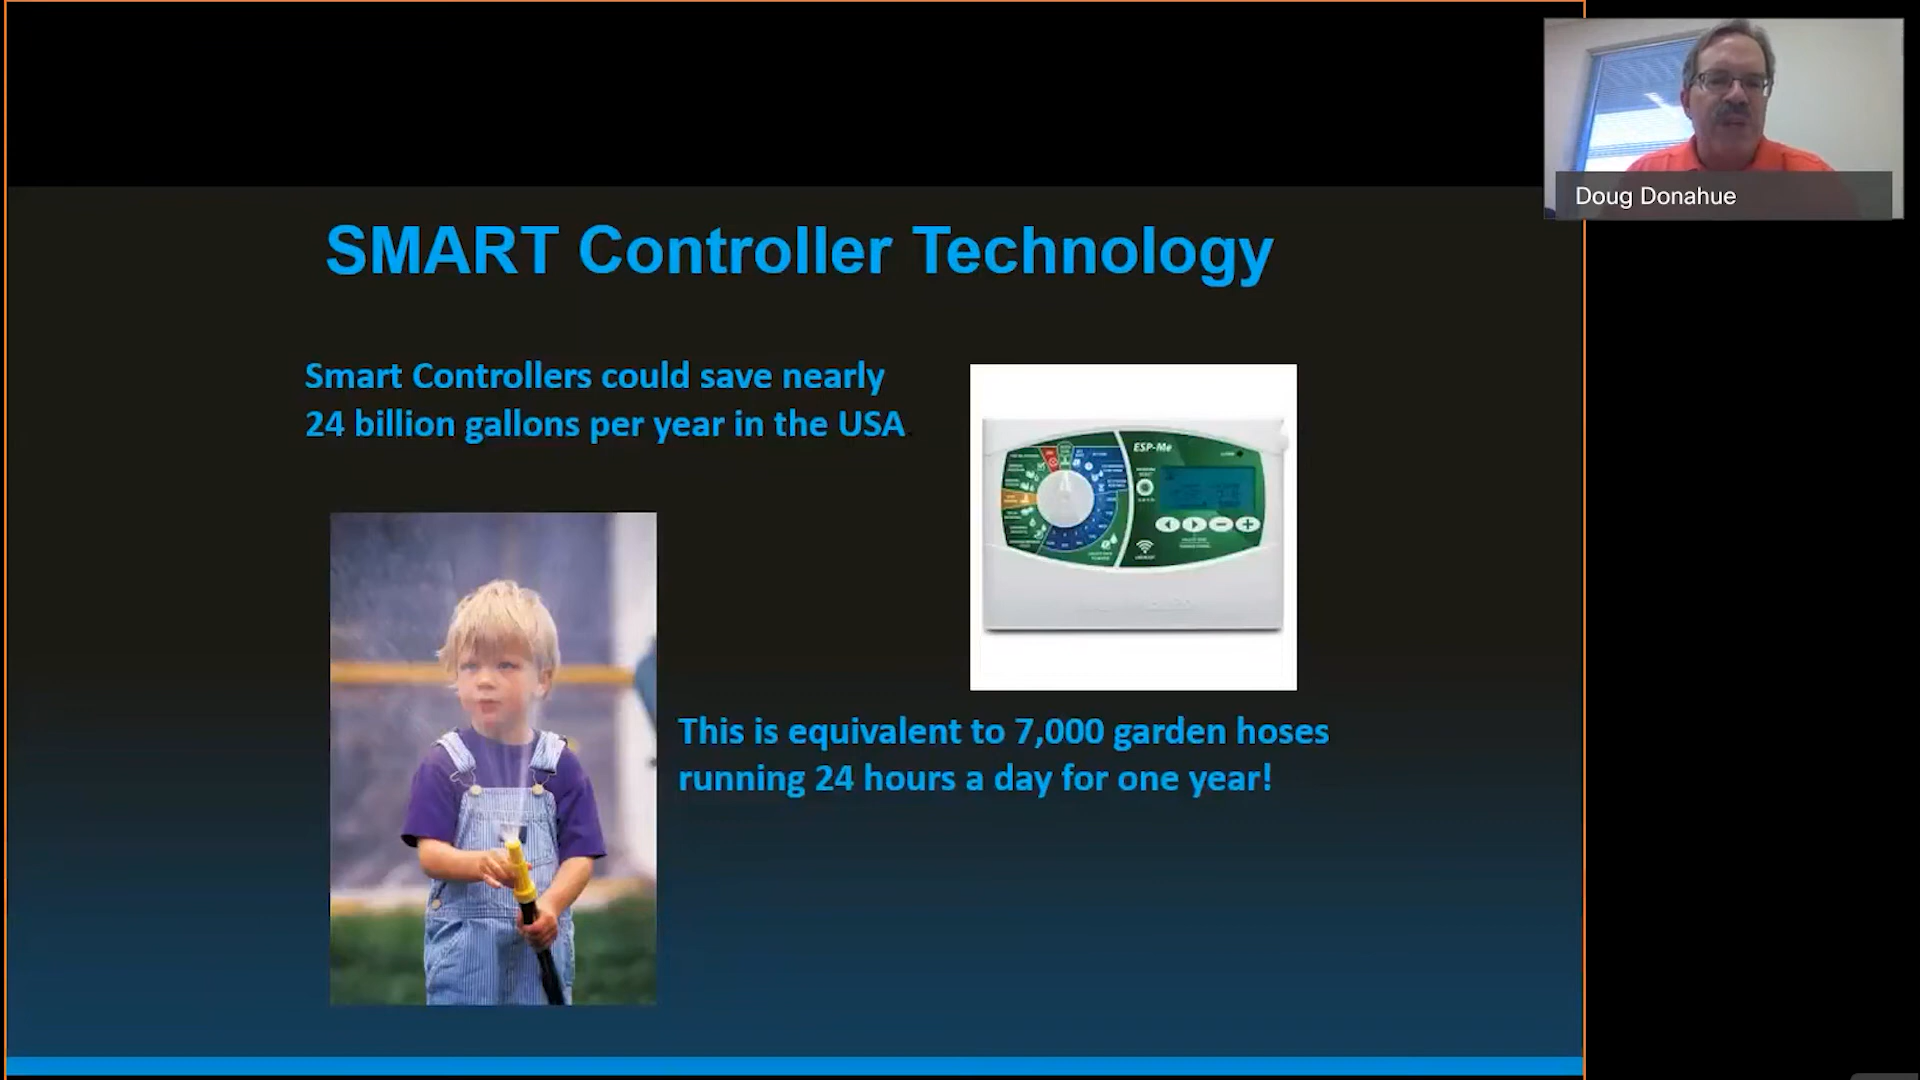 Doug Donahue
SMART Controller Technology
Smart Controllers could save nearly
24 billion gallons per year in the USA.
ESP-Me
This is equivalent to 7,000 garden hoses
running 24 hours a day for one year!